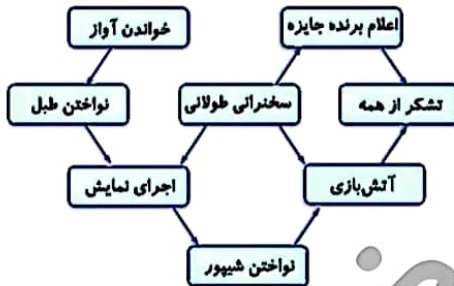 خواندن آواز
اعلام برنده جایزه
نواختن طبل
سخنرانی طولانی
تشکر از همه
اجرای نمایش
آتش‌بازی
نواختن شیپور